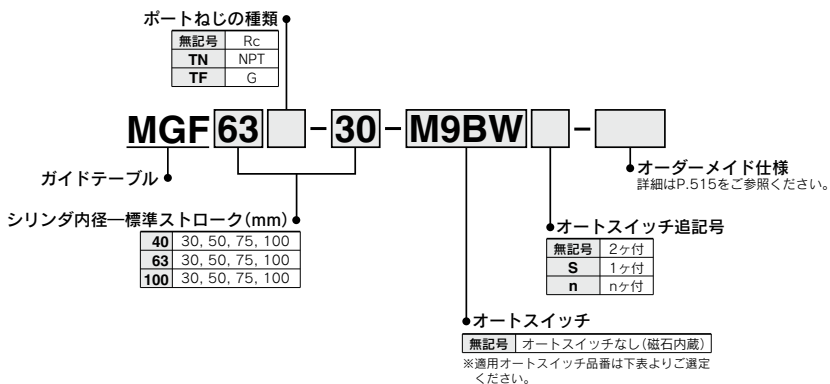 ポートねじの種類
無記号 Rc
TN NPT
TF G
MGF 63 - 30 - M9BW -
ガイドテーブル
シリンダ内径—標準ストローク(mm)
40 30, 50, 75, 100
63 30, 50, 75, 100
100 30, 50, 75, 100
オーダーメイド仕様
詳細はP.515をご参照ください。
オートスイッチ追記号
無記号 2ヶ付
S 1ヶ付
n nヶ付
オートスイッチ
無記号 オートスイッチなし(磁石内蔵)
※適用オートスイッチ品番は下表よりご選定
ください。